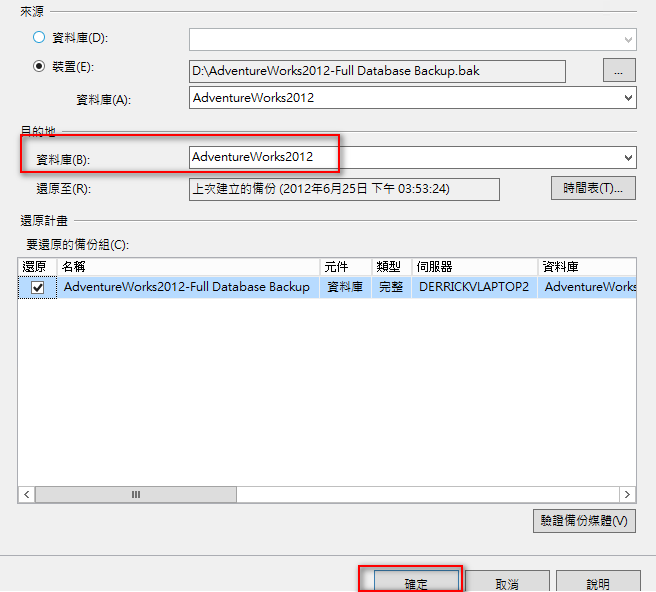 來源
資料庫(D):
裝置(E):
D:\AdventureWorks2012-Full Database Backup.bak
...
資料庫(A):
AdventureWorks2012
目的地
資料庫(B):
AdventureWorks2012
還原至(R):
上次建立的備份 (2012年6月25日 下午 03:53:24)
時間表(T)...
還原計畫
要還原的備份組(C):
還原 名稱 元件 類型 伺服器 資料庫
AdventureWorks2012-Full Database Backup 資料庫 完整 DERRICKVLAPTOP2 AdventureWorks
驗證備份媒體(V)
確定 取消 說明